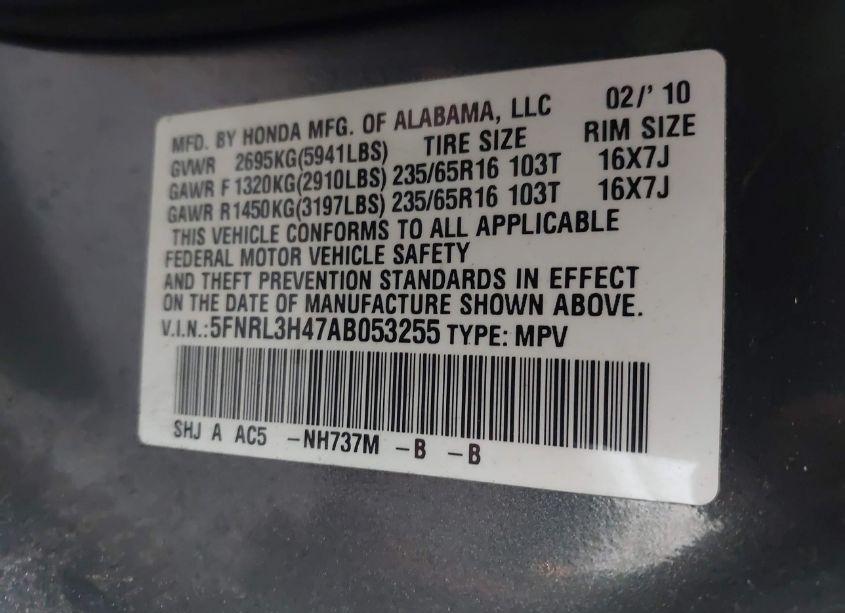 MFD. BY HONDA MFG. OF ALABAMA, LLC 02/' 10
GVWR 2695KG(5941LBS) TIRE SIZE RIM SIZE
GAWR F 1320KG(2910LBS) 235/65R16 103T 16X7J
GAWR R 1450KG(3197LBS) 235/65R16 103T 16X7J
THIS VEHICLE CONFORMS TO ALL APPLICABLE
FEDERAL MOTOR VEHICLE SAFETY
AND THEFT PREVENTION STANDARDS IN EFFECT
ON THE DATE OF MANUFACTURE SHOWN ABOVE.
V.I.N.:5FNRL3H47AB053255 TYPE: MPV
SHJ A AC5 -NH737M -B -B